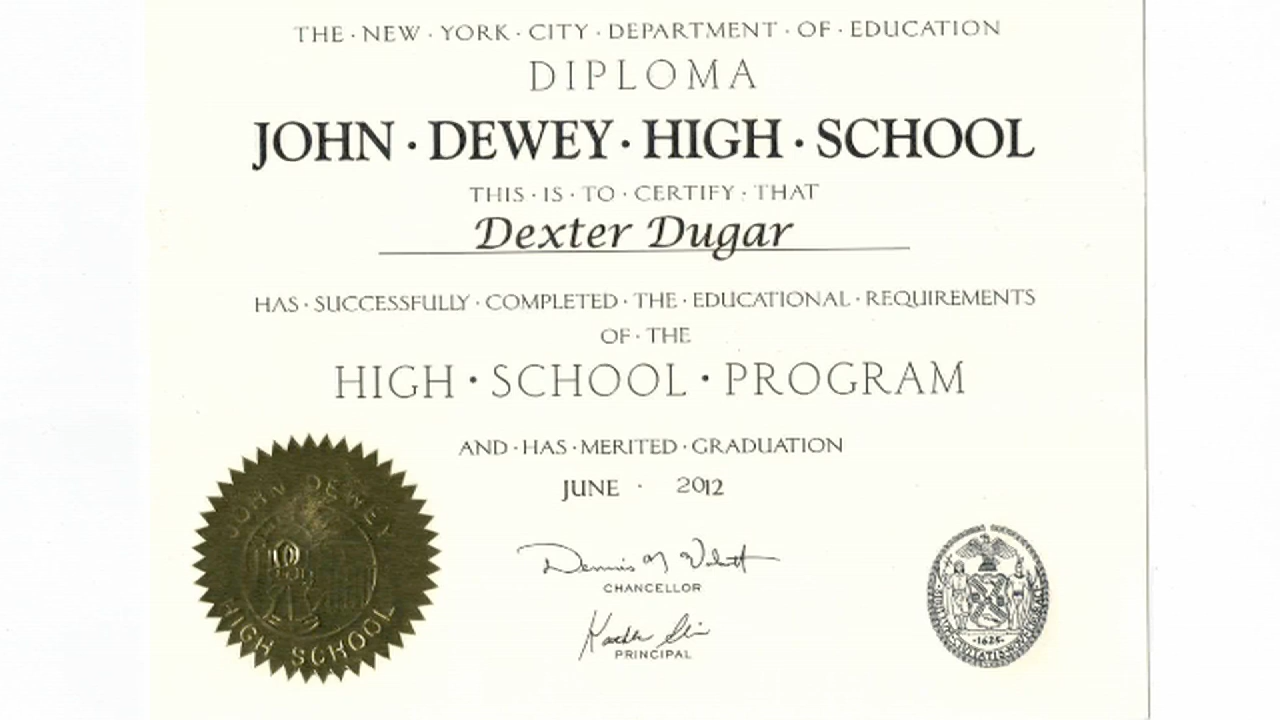 THE · NEW · YORK · CITY · DEPARTMENT · OF · EDUCATION
DIPLOMA
JOHN · DEWEY · HIGH · SCHOOL
THIS · IS · TO · CERTIFY · THAT
Dexter Dugar
HAS · SUCCESSFULLY · COMPLETED · THE · EDUCATIONAL · REQUIREMENTS
OF · THE
HIGH · SCHOOL · PROGRAM
AND · HAS · MERITED · GRADUATION
JUNE · 2012
JOHN DEWEY
HIGH SCHOOL
CHANCELLOR
PRINCIPAL
·1625·